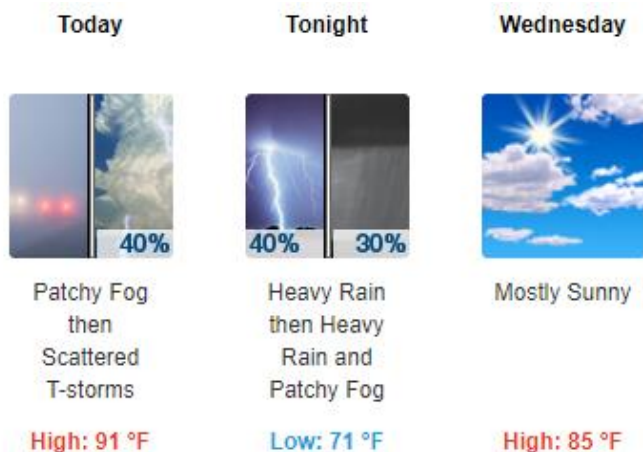 Today
40%
Patchy Fog
then
Scattered
T-storms
High: 91 °F
Tonight
40%
30%
Heavy Rain
then Heavy
Rain and
Patchy Fog
Low: 71 °F
Wednesday
Mostly Sunny
High: 85 °F